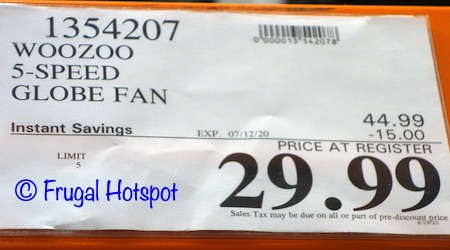 1354207
0000013542078
WOOZOO
5-SPEED
GLOBE FAN
44.99
Instant Savings EXP. 07/12/20 -15.00
PRICE AT REGISTER
LIMIT
5
29.99
© Frugal Hotspot
Sales Tax may be due on all or part of pre-discount price